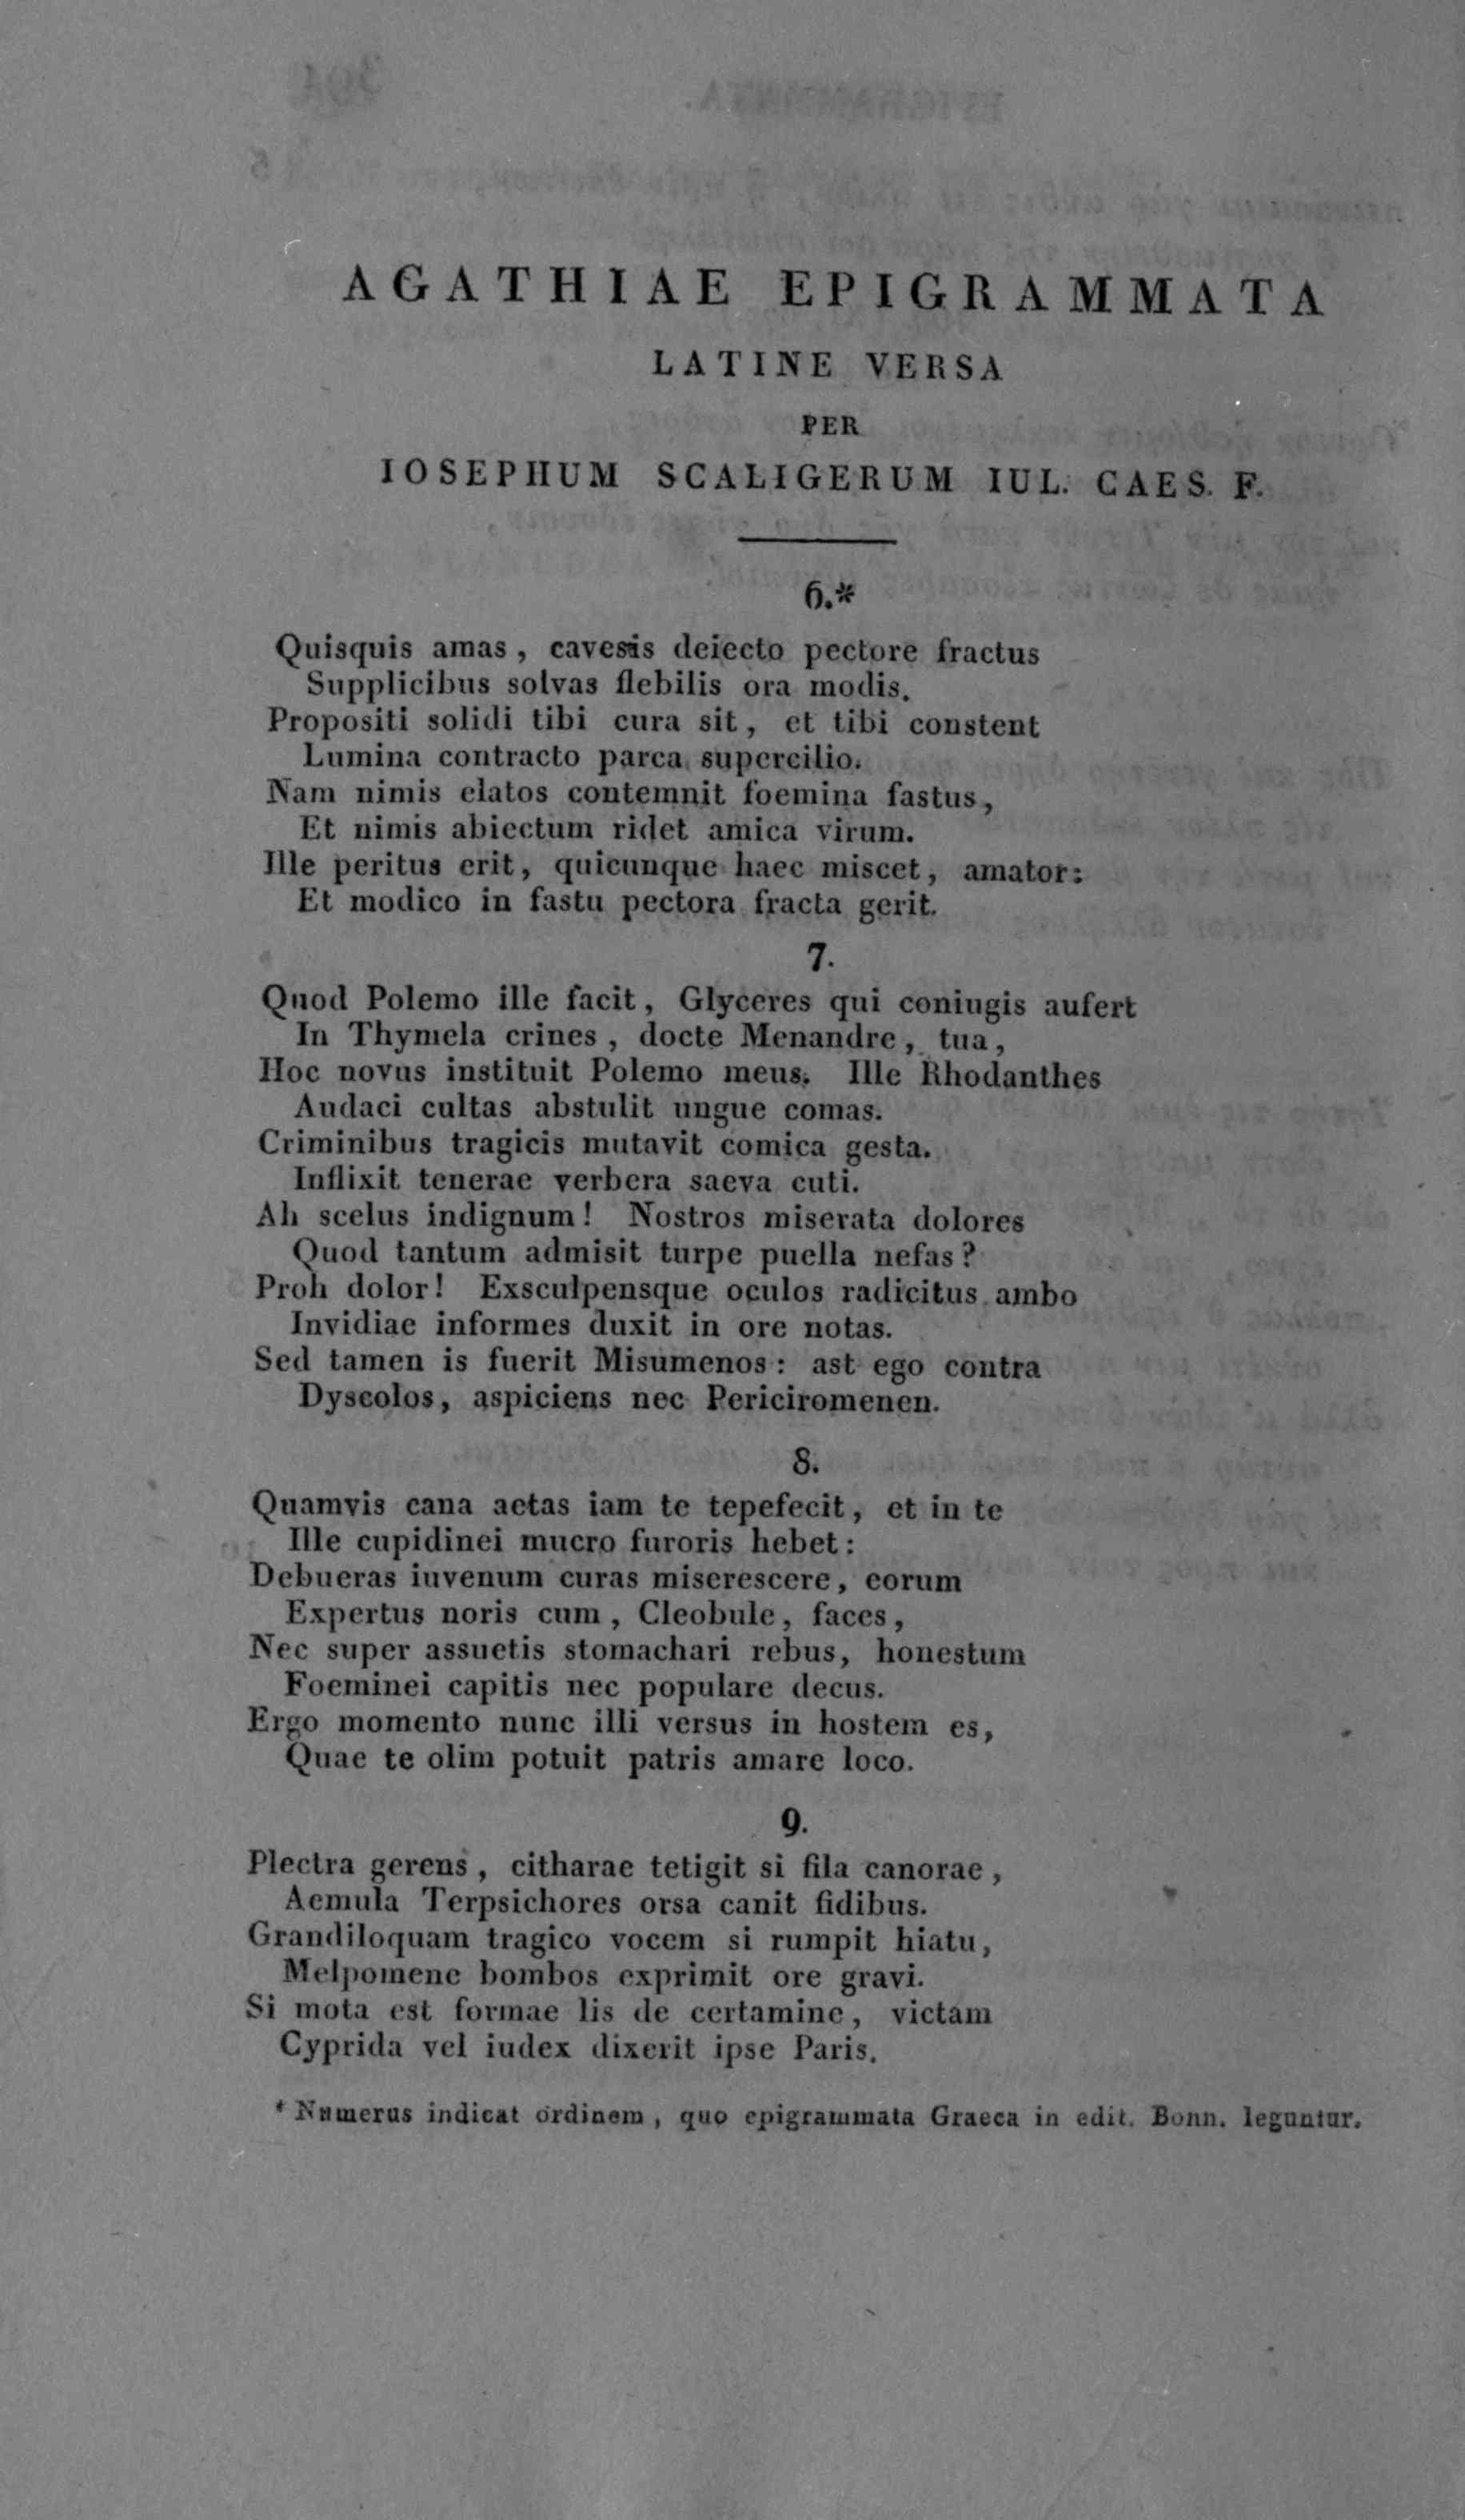 AGATHIAE EPIGRAMMATA
LATINE VERSA
PER
IOSEPHUM SCALIGERUM IUL. CAES. F.
6.*
Quisquis amas, cavesis deiecto pectore fractus
Supplicibus solvas flebilis ora modis.
Propositi solidi tibi cura sit, et tibi constent
Lumina contracto parca supercilio.
Nam nimis elatos contemnit foemina fastus,
Et nimis abiectum ridet amica virum.
Ille peritus erit, quicunque haec miscet, amator:
Et modico in fastu pectora fracta gerit.
7.
Quod Polemo ille facit, Glyceres qui coniugis aufert
In Thymela crines, docte Menandre, tua,
Hoc novus instituit Polemo meus. Ille Rhodanthes
Audaci cultas abstulit ungue comas.
Criminibus tragicis mutavit comica gesta.
Inflixit tenerae verbera saeva cuti.
Ah scelus indignum! Nostros miserata dolores
Quod tantum admisit turpe puella nefas?
Proh dolor! Exsculpensque oculos radicitus ambo
Invidiae informes duxit in ore notas.
Sed tamen is fuerit Misumenos: ast ego contra
Dyscolos, aspiciens nec Periciromenen.
8.
Quamvis cana aetas iam te tepefecit, et in te
Ille cupidinei mucro furoris hebet:
Debueras iuvenum curas miserescere, eorum
Expertus noris cum, Cleobule, faces,
Nec super assuetis stomachari rebus, honestum
Foeminei capitis nec populare decus.
Ergo momento nunc illi versus in hostem es,
Quae te olim potuit patris amare loco.
9.
Plectra gerens, citharae tetigit si fila canorae,
Aemula Terpsichores orsa canit fidibus.
Grandiloquam tragico vocem si rumpit hiatu,
Melpomene bombos exprimit ore gravi.
Si mota est formae lis de certamine, victam
Cyprida vel iudex dixerit ipse Paris.
* Numerus indicat ordinem, quo epigrammata Graeca in edit. Bonn. leguntur.